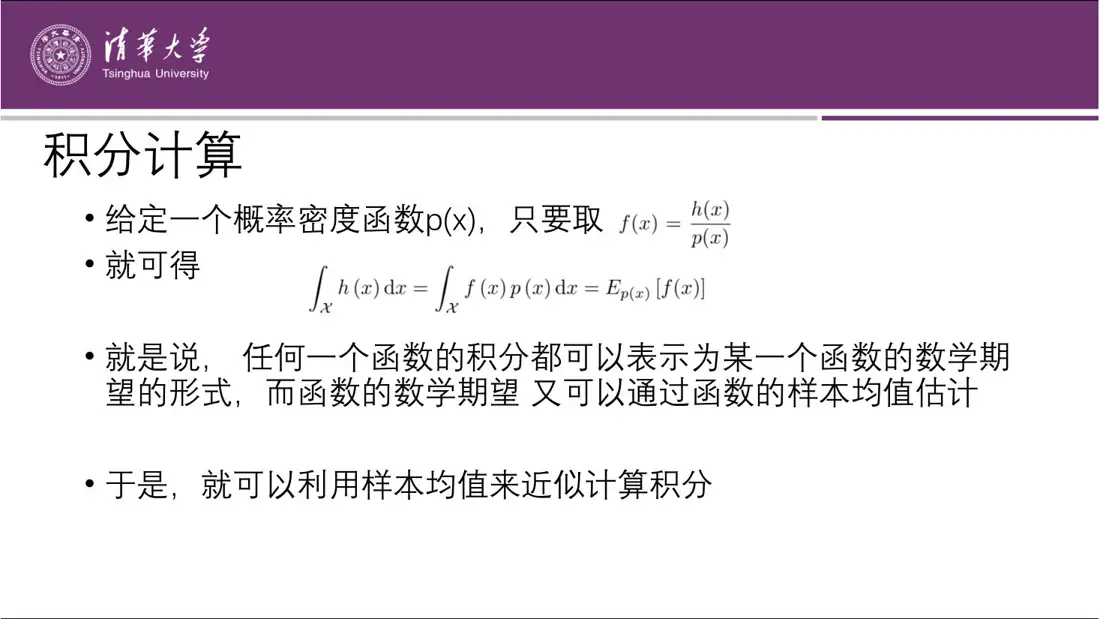 清华大学
Tsinghua University
积分计算
• 给定一个概率密度函数p(x)，只要取 f(x) = h(x)/p(x)
• 就可得
∫_𝒳 h (x) dx = ∫_𝒳 f (x) p (x) dx = E_{p(x)} [f(x)]
• 就是说， 任何一个函数的积分都可以表示为某一个函数的数学期
望的形式，而函数的数学期望 又可以通过函数的样本均值估计
• 于是，就可以利用样本均值来近似计算积分